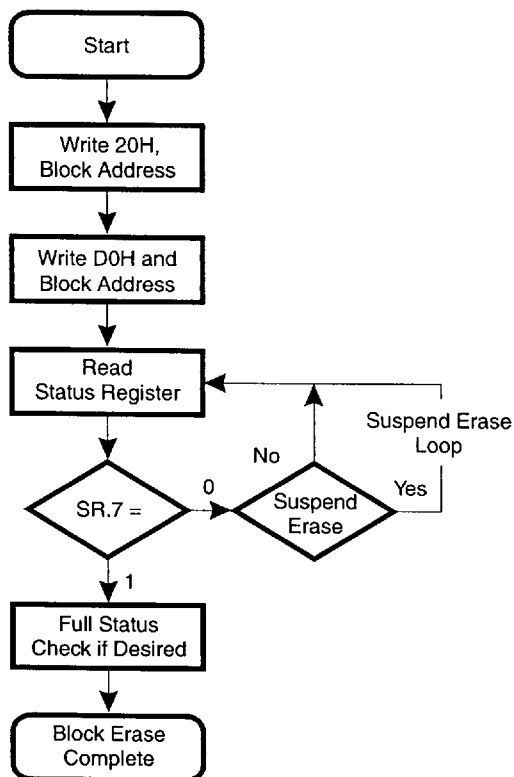 Start
Write 20H,
Block Address
Write D0H and
Block Address
Read
Status Register
Suspend Erase
Loop
No
0
Yes
SR.7 =
Suspend
Erase
1
Full Status
Check if Desired
Block Erase
Complete